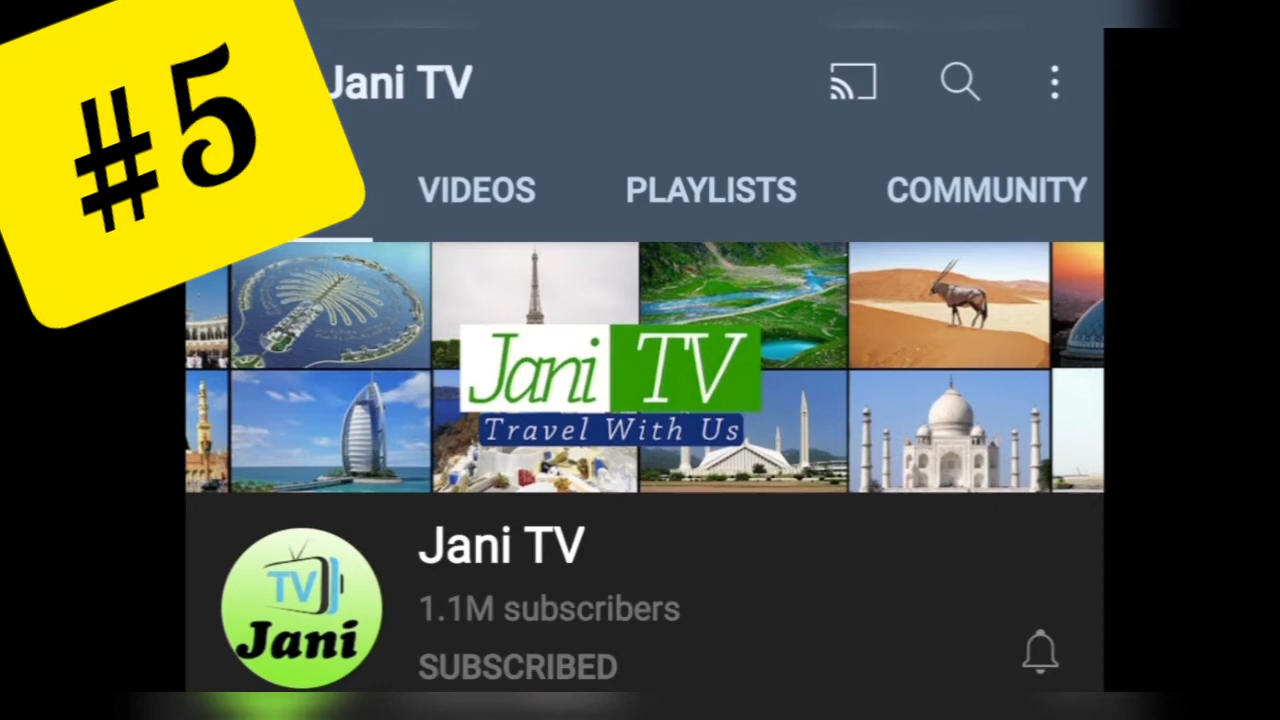 #5
Jani TV
VIDEOS PLAYLISTS COMMUNITY
Jani TV
Travel With Us
TV
Jani
Jani TV
1.1M subscribers
SUBSCRIBED